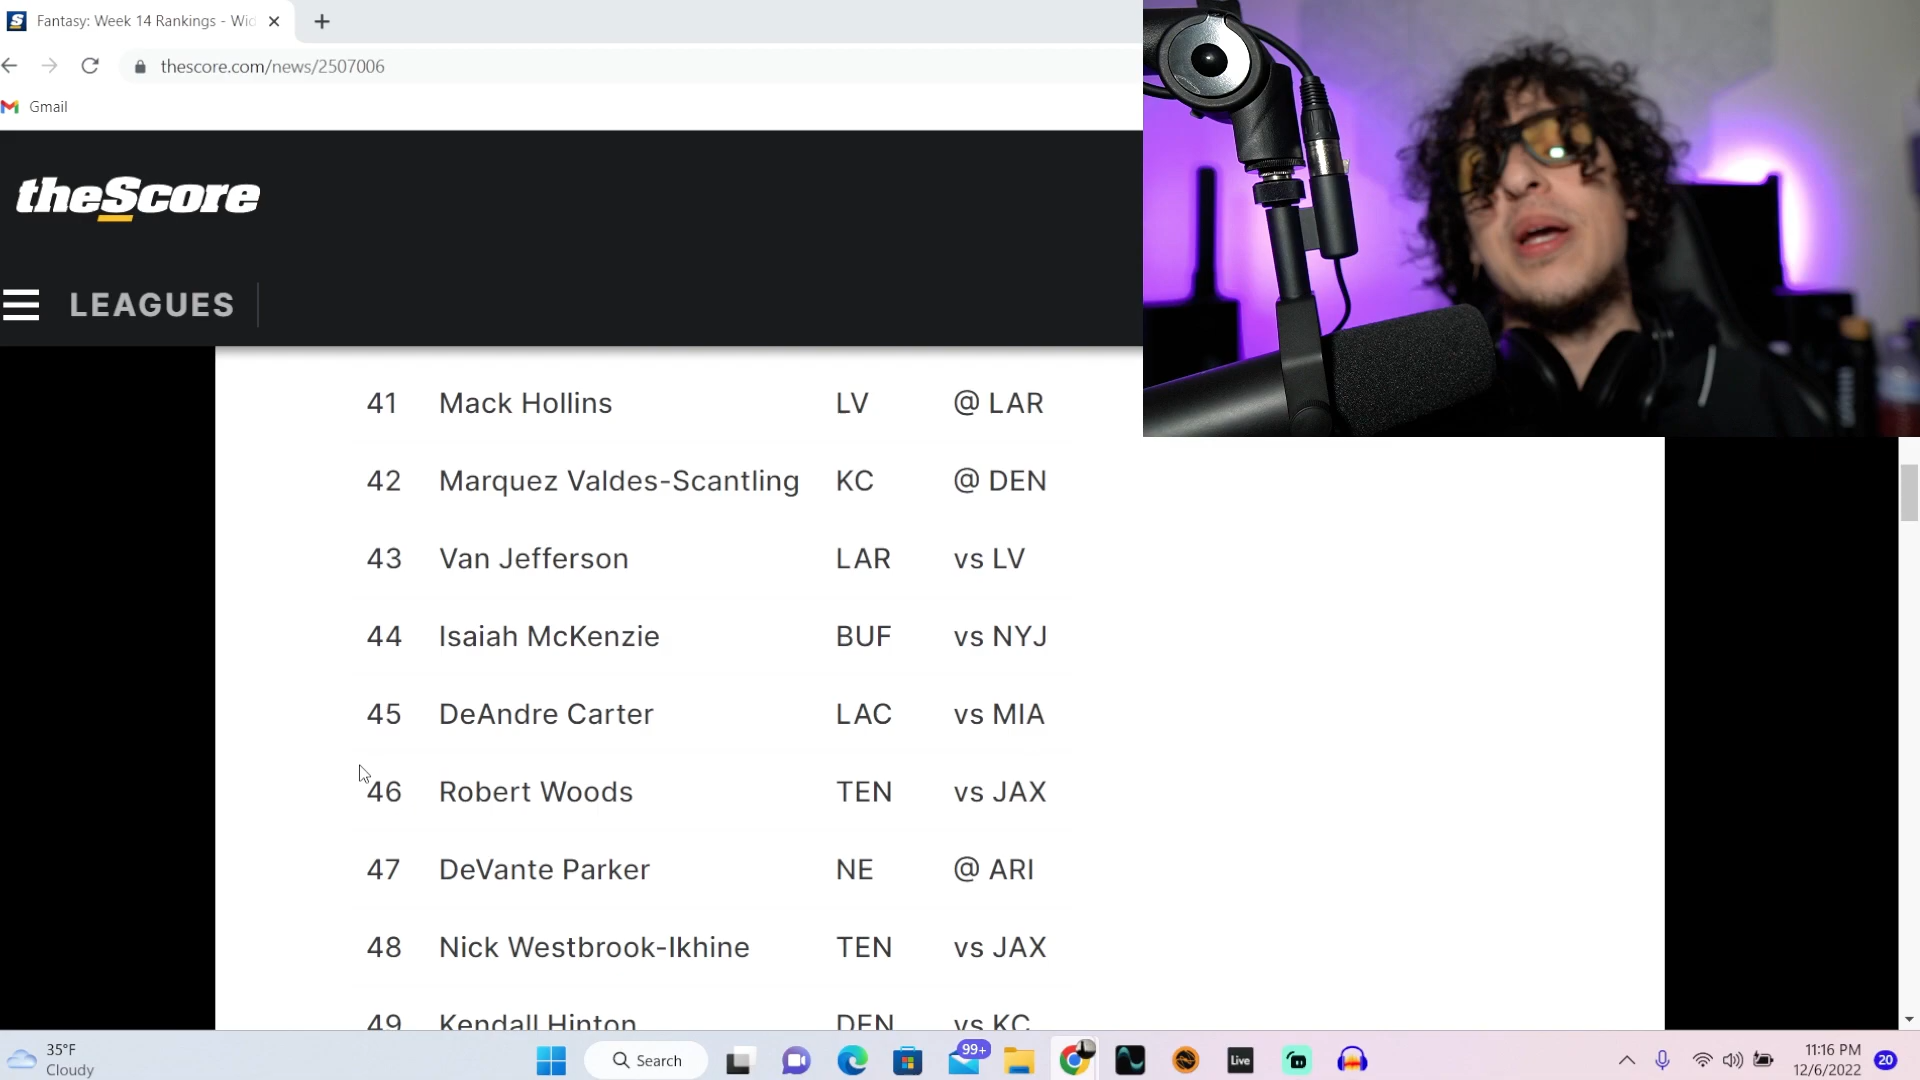 Fantasy: Week 14 Rankings - Wid
thescore.com/news/2507006
Gmail
theScore
LEAGUES
41 Mack Hollins LV @ LAR
42 Marquez Valdes-Scantling KC @ DEN
43 Van Jefferson LAR vs LV
44 Isaiah McKenzie BUF vs NYJ
45 DeAndre Carter LAC vs MIA
46 Robert Woods TEN vs JAX
47 DeVante Parker NE @ ARI
48 Nick Westbrook-Ikhine TEN vs JAX
49 Kendall Hinton DEN vs KC
35°F
Cloudy
Search
99+
Live
11:16 PM
12/6/2022
20